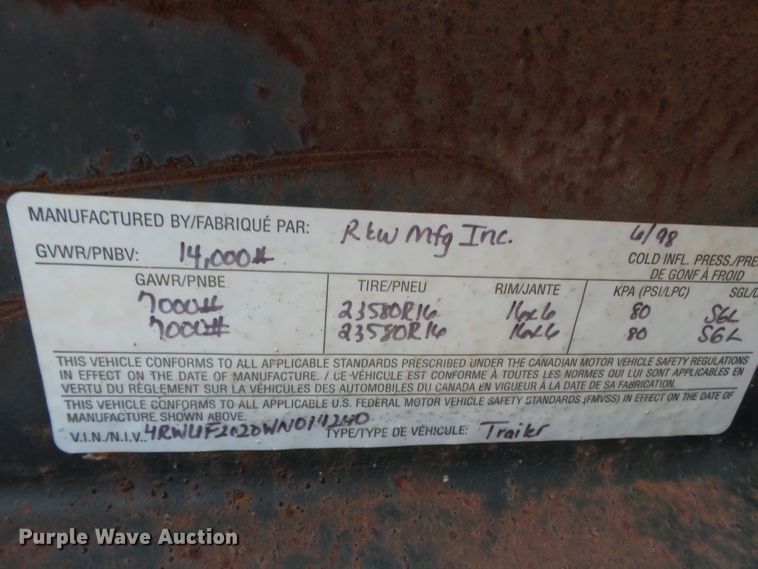 MANUFACTURED BY/FABRIQUÉ PAR: R&W Mfg Inc. 6/98
GVWR/PNBV: 14,000# COLD INFL. PRESS./PRE
DE GONF À FROID
GAWR/PNBE TIRE/PNEU RIM/JANTE KPA (PSI/LPC) SGL/D
7000# 23580R16 16x6 80 SGL
7000# 23580R16 16x6 80 SGL
THIS VEHICLE CONFORMS TO ALL APPLICABLE STANDARDS PRESCRIBED UNDER THE CANADIAN MOTOR VEHICLE SAFETY REGULATIONS
IN EFFECT ON THE DATE OF MANUFACTURE. / CE VÉHICULE EST CONFORME À TOUTES LES NORMES QUI LUI SONT APPLICABLES EN
VERTU DU RÈGLEMENT SUR LA VÉHICULES DES AUTOMOBILES DU CANADA EN VIGUEUR À LA DATE DE SA FABRICATION.
THIS VEHICLE CONFORMS TO ALL APPLICABLE U.S. FEDERAL MOTOR VEHICLE SAFETY STANDARDS (FMVSS) IN EFFECT ON THE DATE OF
MANUFACTURE SHOWN ABOVE.
V.I.N./N.I.V. TYPE/TYPE DE VÉHICULE: Trailer
Purple Wave Auction